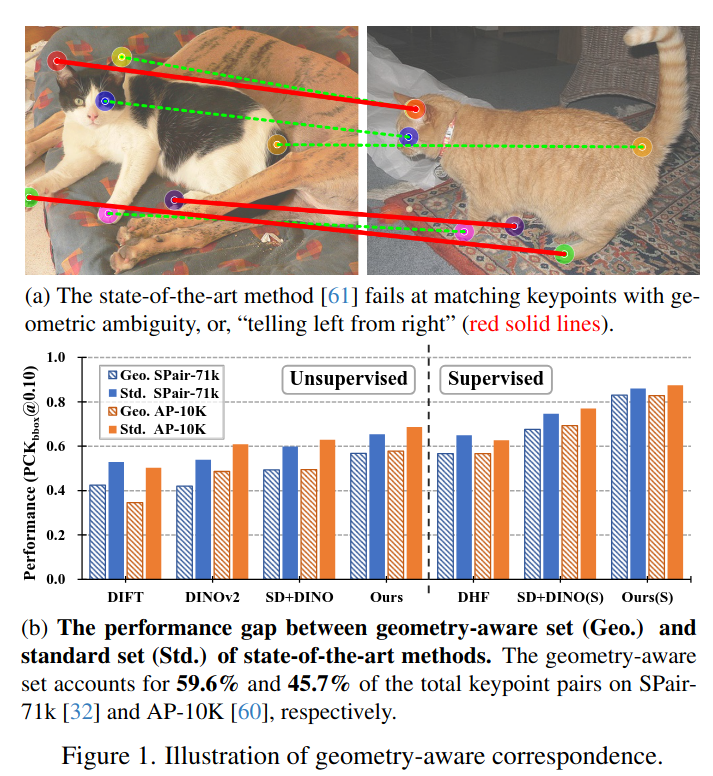 (a) The state-of-the-art method [61] fails at matching keypoints with ge-
ometric ambiguity, or, “telling left from right” (red solid lines).
1.0
0.8
0.6
0.4
0.2
0.0
Performance (PCKbbox@0.10)
Geo. SPair-71k
Std. SPair-71k
Geo. AP-10K
Std. AP-10K
Unsupervised
Supervised
DIFT DINOv2 SD+DINO Ours DHF SD+DINO(S) Ours(S)
(b) The performance gap between geometry-aware set (Geo.) and
standard set (Std.) of state-of-the-art methods. The geometry-aware
set accounts for 59.6% and 45.7% of the total keypoint pairs on SPair-
71k [32] and AP-10K [60], respectively.
Figure 1. Illustration of geometry-aware correspondence.